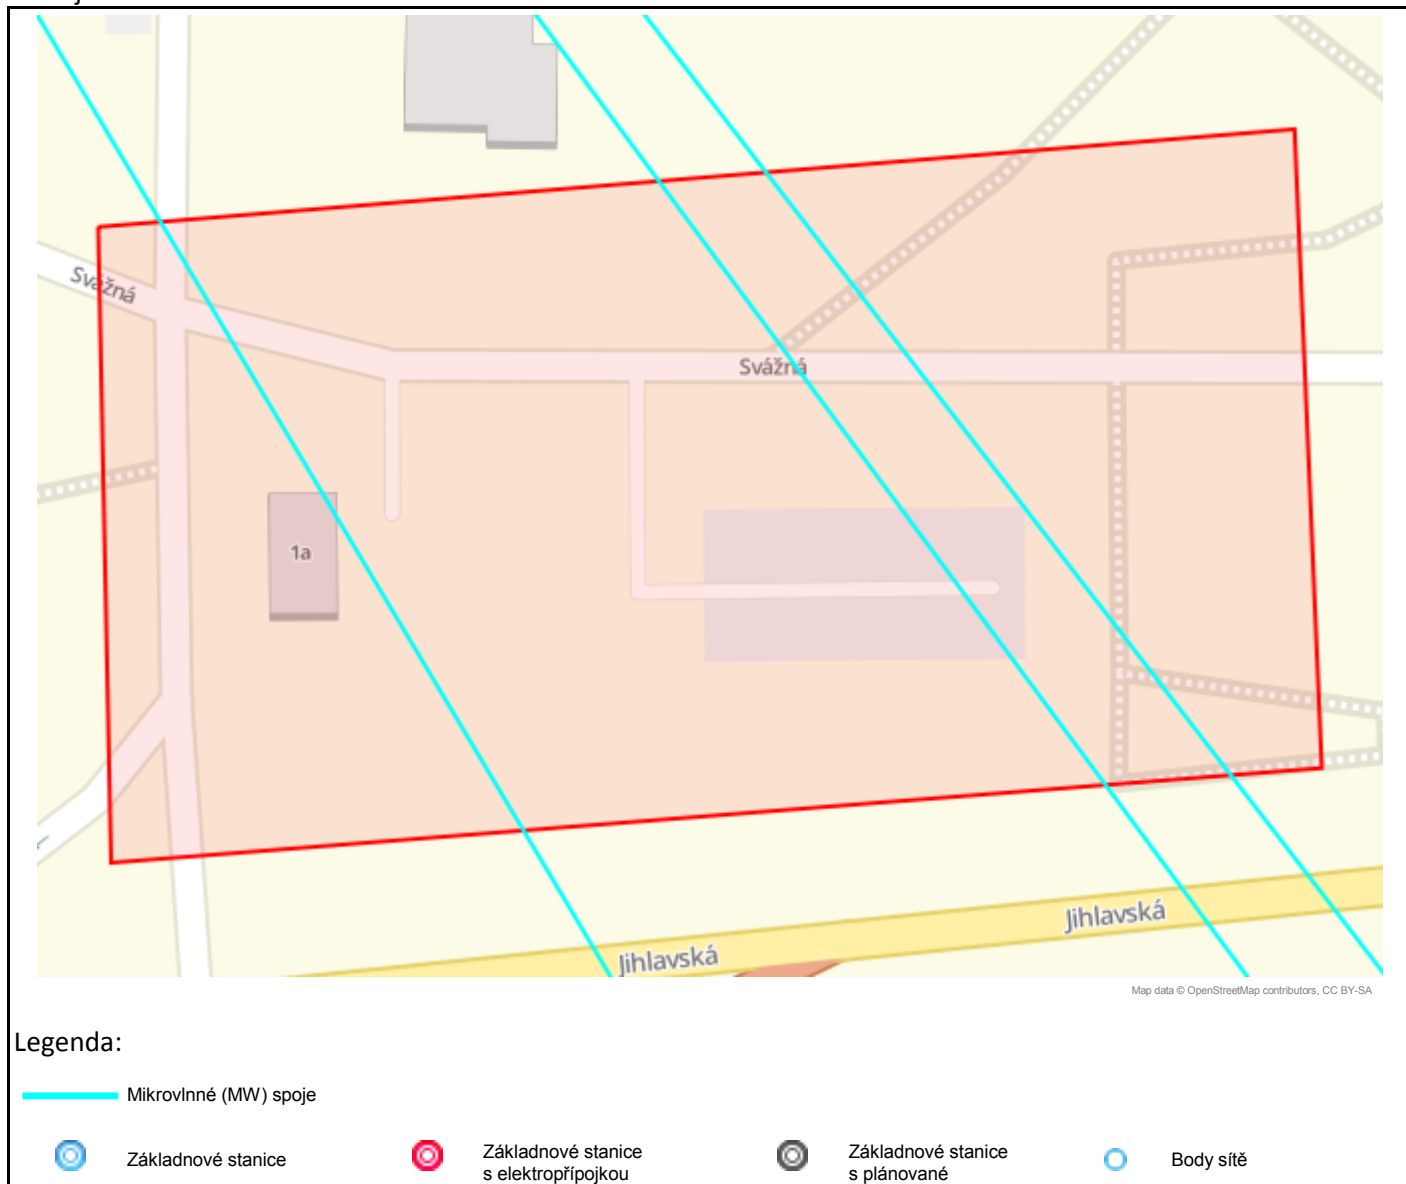 Svážná
Svážná
1a
Jihlavská
Jihlavská
Map data © OpenStreetMap contributors, CC BY-SA
Legenda:
Mikrovlnné (MW) spoje
Základnové stanice
Základnové stanice
s elektropřípojkou
Základnové stanice
s plánované
Body sítě